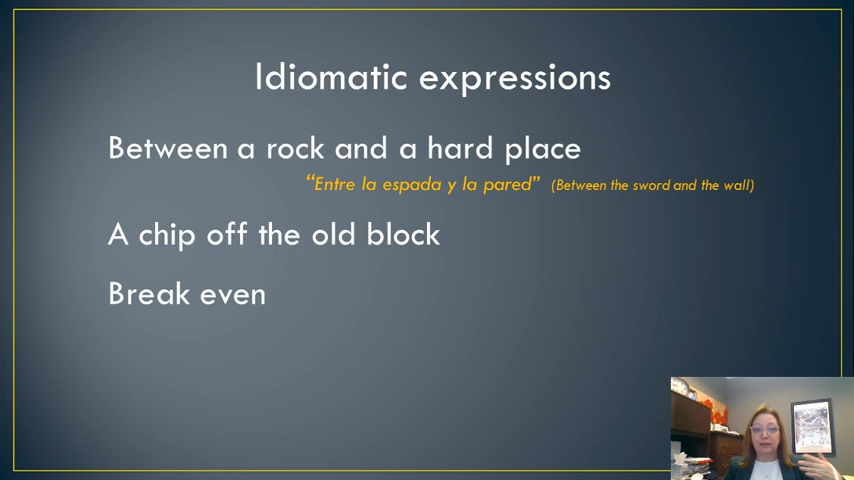 Idiomatic expressions
Between a rock and a hard place
“Entre la espada y la pared” (Between the sword and the wall)
A chip off the old block
Break even